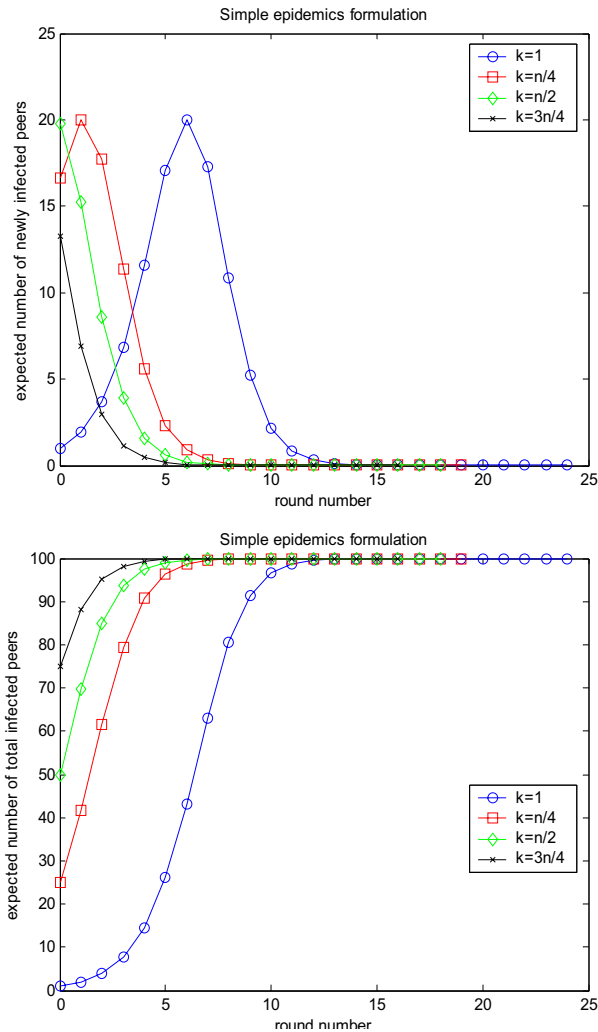 Simple epidemics formulation
25
20
15
10
5
0
0 5 10 15 20 25
expected number of newly infected peers
round number
k=1
k=n/4
k=n/2
k=3n/4
Simple epidemics formulation
100
90
80
70
60
50
40
30
20
10
0
0 5 10 15 20 25
expected number of total infected peers
round number
k=1
k=n/4
k=n/2
k=3n/4